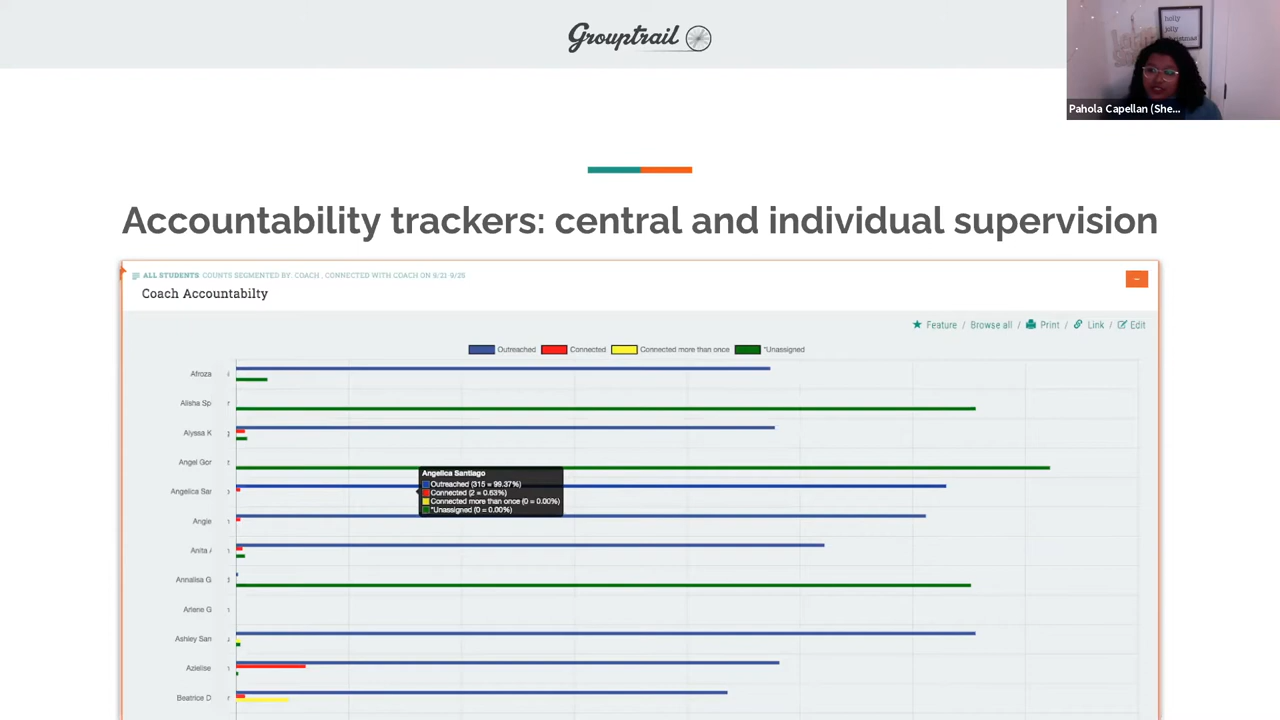 Grouptrail
holly
jolly
christmas
Pahola Capellan (She...
Accountability trackers: central and individual supervision
ALL STUDENTS COUNTS SEGMENTED BY: COACH , CONNECTED WITH COACH ON 9/21-9/25
Coach Accountabilty
Feature / Browse all / Print / Link / Edit
Outreached Connected Connected more than once *Unassigned
Afroza
Alisha Sp
Alyssa K
Angel Gor
Angelica Santiago
Outreached (315 = 99.37%)
Angelica Sar
Connected (2 = 0.63%)
Connected more than once (0 = 0.00%)
*Unassigned (0 = 0.00%)
Angie
Anita
Annalisa G
Arlene G
Ashley San
Azielise
Beatrice D